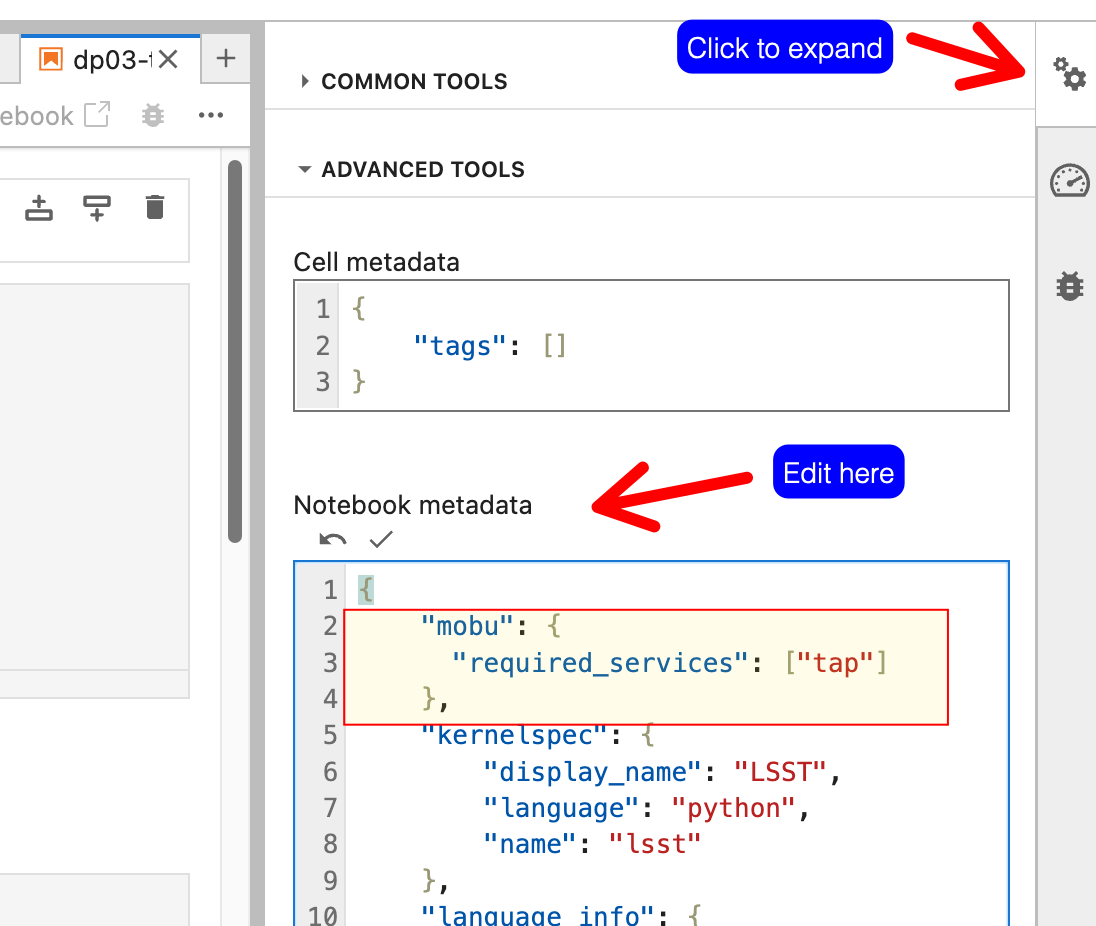 dp03-t
ebook
Click to expand
COMMON TOOLS
ADVANCED TOOLS
Cell metadata
1 {
2 "tags": []
3 }
Edit here
Notebook metadata
1 {
2 "mobu": {
3 "required_services": ["tap"]
4 },
5 "kernelspec": {
6 "display_name": "LSST",
7 "language": "python",
8 "name": "lsst"
9 },
10 "language_info": {